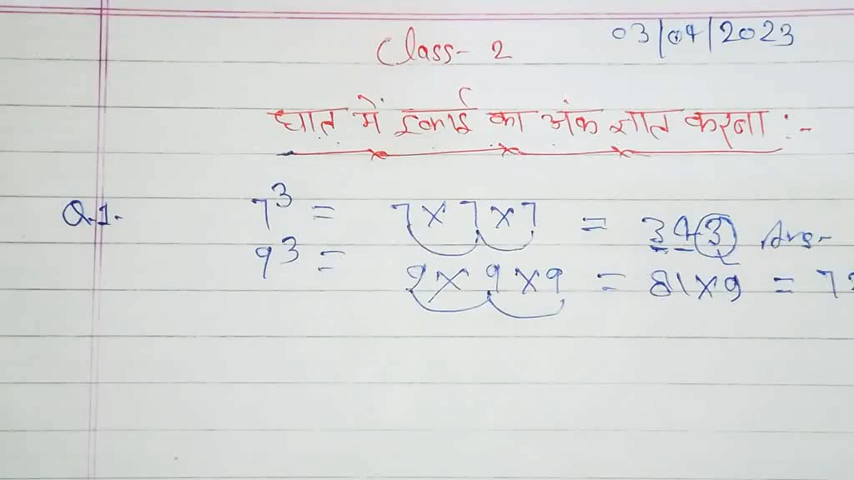 Class- 2 03/04/2023
घात में इकाई का अंक ज्ञात करना :-
Q.1. 7³ = 7×7×7 = 343 Ans-
9³ = 9×9×9 = 81×9 = 7